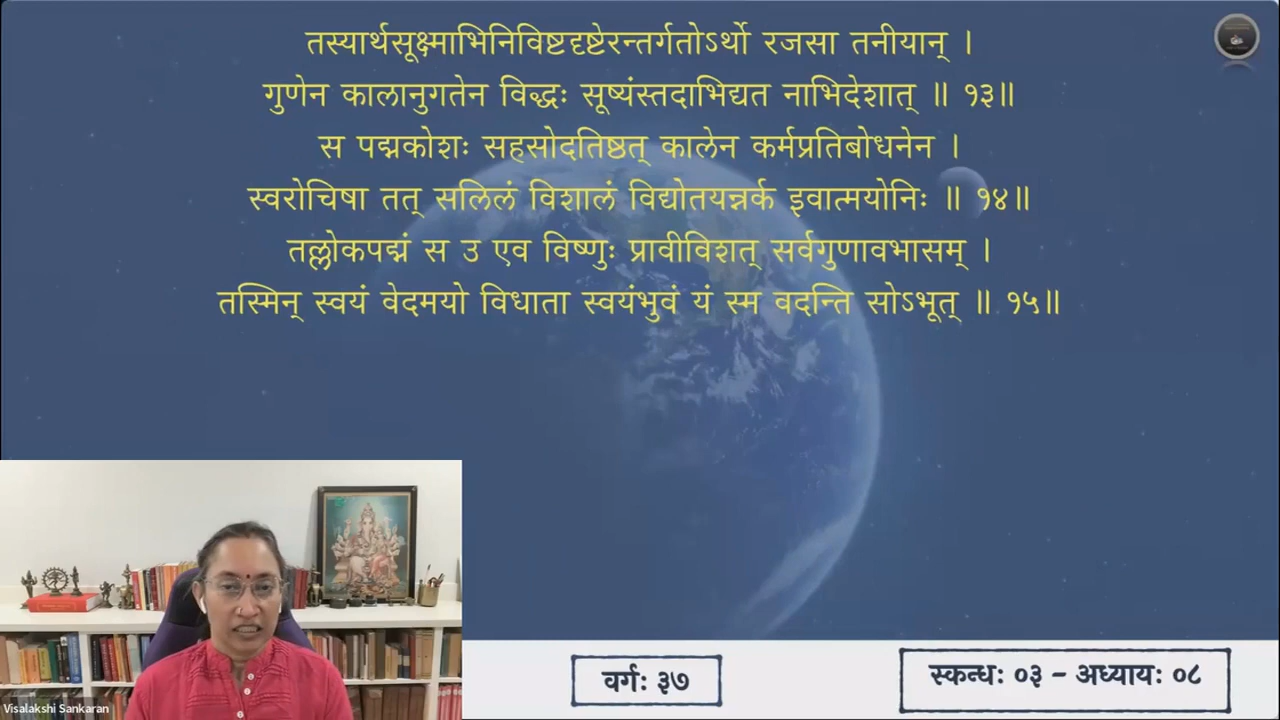 तस्यार्थसूक्ष्माभिनिविष्टदृष्टेरन्तर्गतोऽर्थो रजसा तनीयान् ।
गुणेन कालानुगतेन विद्धः सूष्यंस्तदाभिद्यत नाभिदेशात् ॥ १३॥
स पद्मकोशः सहसोदतिष्ठत् कालेन कर्मप्रतिबोधनेन ।
स्वरोचिषा तत् सलिलं विशालं विद्योतयन्नर्क इवात्मयोनिः ॥ १४॥
तल्लोकपद्मं स उ एव विष्णुः प्रावीविशत् सर्वगुणावभासम् ।
तस्मिन् स्वयं वेदमयो विधाता स्वयंभुवं यं स्म वदन्ति सोऽभूत् ॥ १५॥
वर्गः ३७
स्कन्धः ०३ - अध्यायः ०८
Visalakshi Sankaran